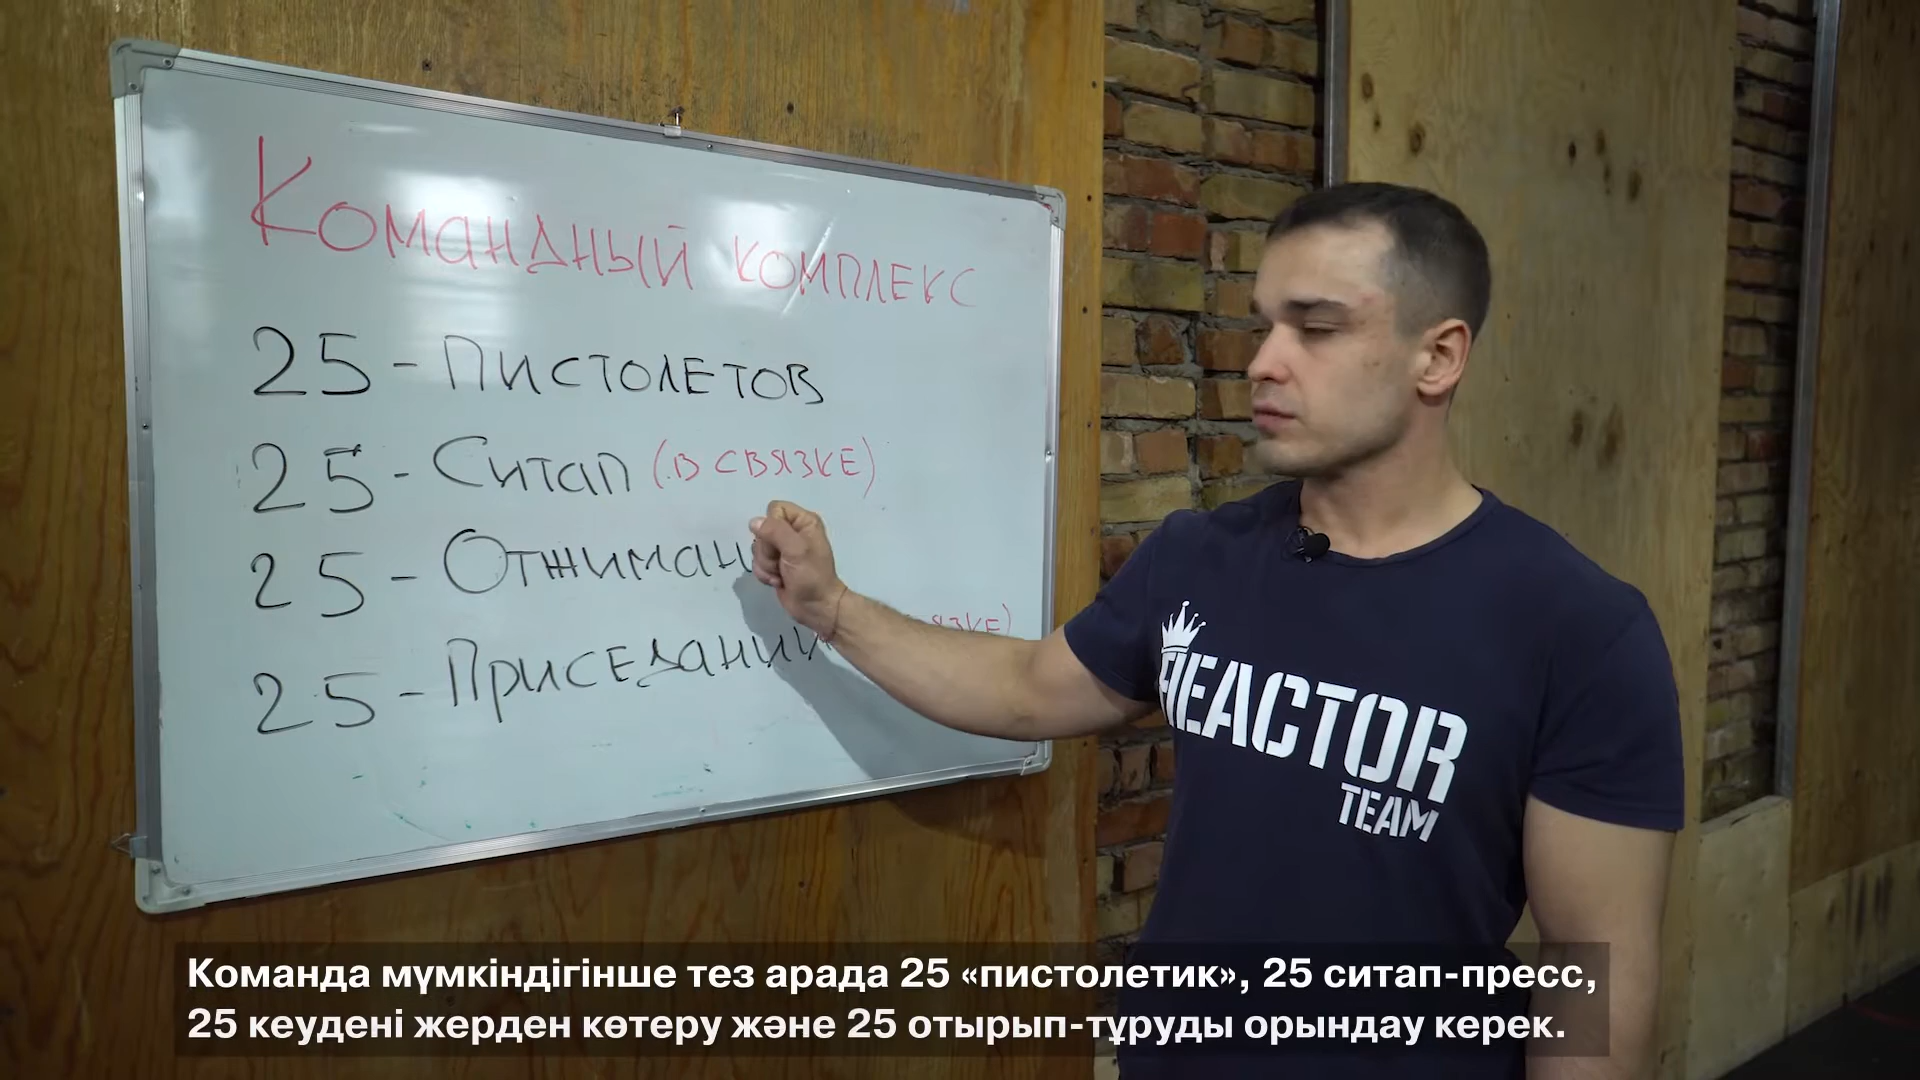 Командный комплекс
25 - Пистолетов
25 - Ситап (в связке)
25 - Отжиман
25 - Приседаний
REACTOR
TEAM
Команда мүмкіндігінше тез арада 25 «пистолетик», 25 ситап-пресс,
25 кеудені жерден көтеру және 25 отырып-тұруды орындау керек.